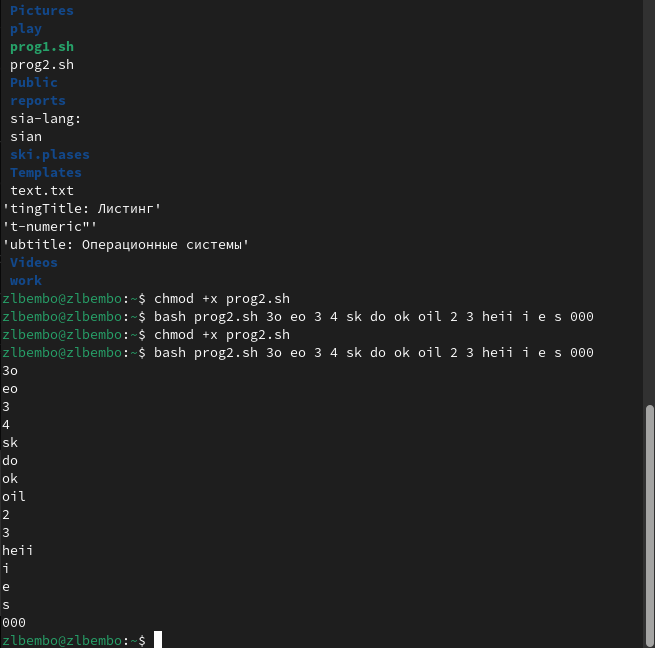 Pictures
play
prog1.sh
prog2.sh
Public
reports
sia-lang:
sian
ski.plases
Templates
text.txt
'tingTitle: Листинг'
't-numeric"'
'ubtitle: Операционные системы'
Videos
work
zlbembo@zlbembo:~$ chmod +x prog2.sh
zlbembo@zlbembo:~$ bash prog2.sh 3o eo 3 4 sk do ok oil 2 3 heii i e s 000
zlbembo@zlbembo:~$ chmod +x prog2.sh
zlbembo@zlbembo:~$ bash prog2.sh 3o eo 3 4 sk do ok oil 2 3 heii i e s 000
3o
eo
3
4
sk
do
ok
oil
2
3
heii
i
e
s
000
zlbembo@zlbembo:~$